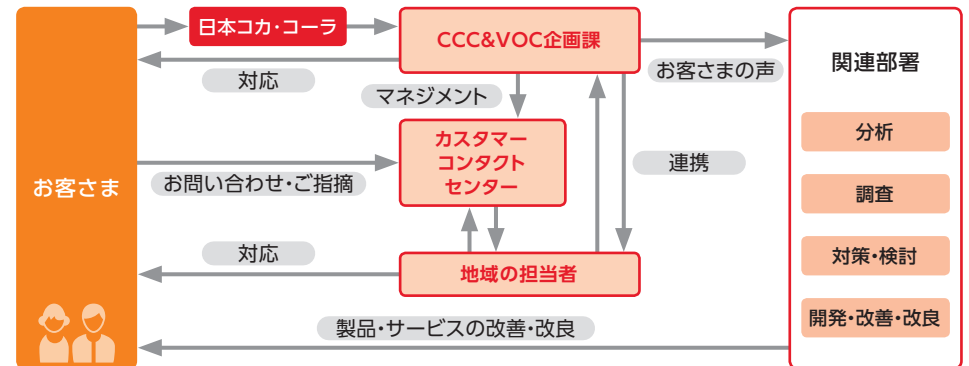 日本コカ・コーラ
CCC&VOC企画課
関連部署
お客さまの声
対応
マネジメント
分析
カスタマー
コンタクト
センター
連携
お客さま
お問い合わせ・ご指摘
調査
対応
地域の担当者
対策・検討
製品・サービスの改善・改良
開発・改善・改良